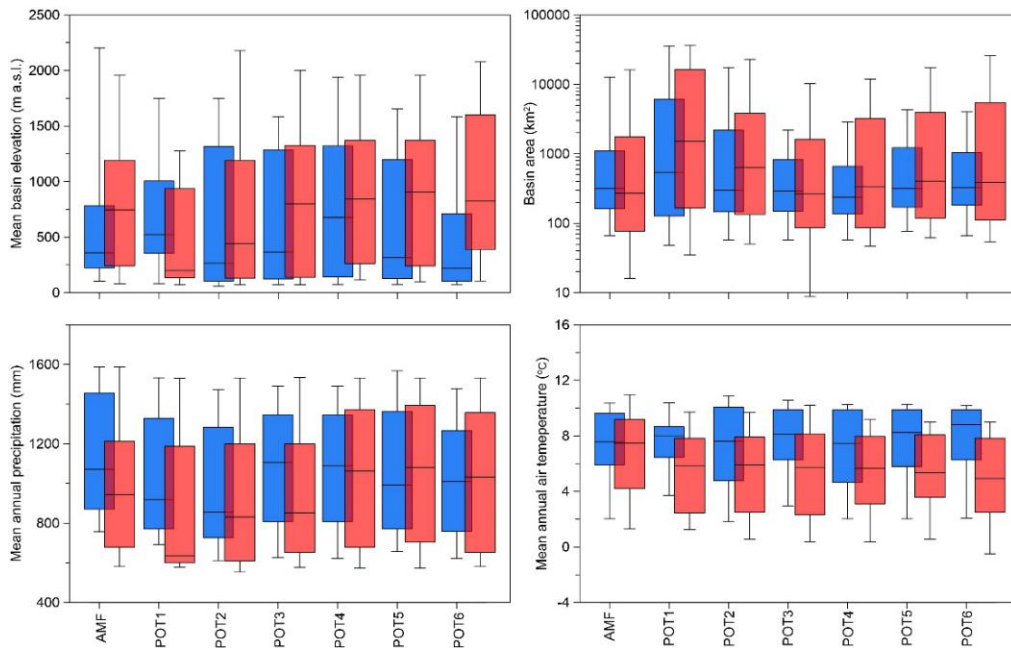 Mean basin elevation (m a.s.l.)
2500
2000
1500
1000
500
0
Basin area (km²)
100000
10000
1000
100
10
Mean annual precipitation (mm)
1600
1200
800
400
AMF
POT1
POT2
POT3
POT4
POT5
POT6
Mean annual air temeperature (°C)
16
12
8
4
0
-4
AMF
POT1
POT2
POT3
POT4
POT5
POT6